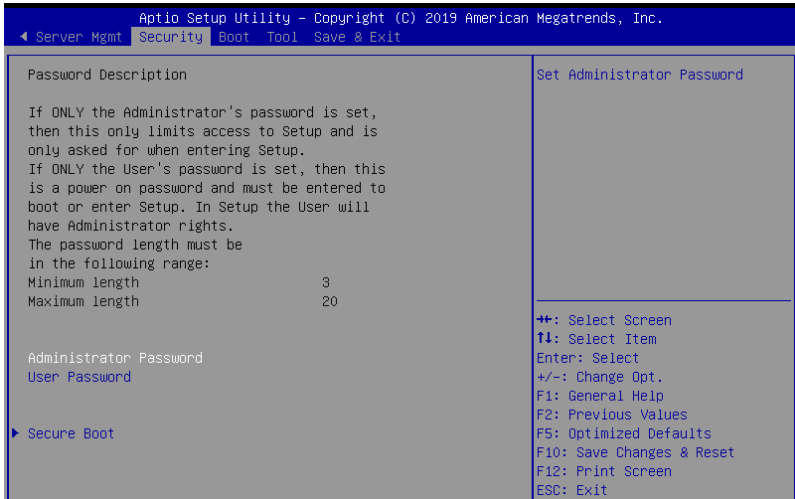 Aptio Setup Utility – Copyright (C) 2019 American Megatrends, Inc.
Server Mgmt Security Boot Tool Save & Exit
Password Description
If ONLY the Administrator's password is set,
then this only limits access to Setup and is
only asked for when entering Setup.
If ONLY the User's password is set, then this
is a power on password and must be entered to
boot or enter Setup. In Setup the User will
have Administrator rights.
The password length must be
in the following range:
Minimum length 3
Maximum length 20
Administrator Password
User Password
Secure Boot
Set Administrator Password
→←: Select Screen
↑↓: Select Item
Enter: Select
+/-: Change Opt.
F1: General Help
F2: Previous Values
F5: Optimized Defaults
F10: Save Changes & Reset
F12: Print Screen
ESC: Exit